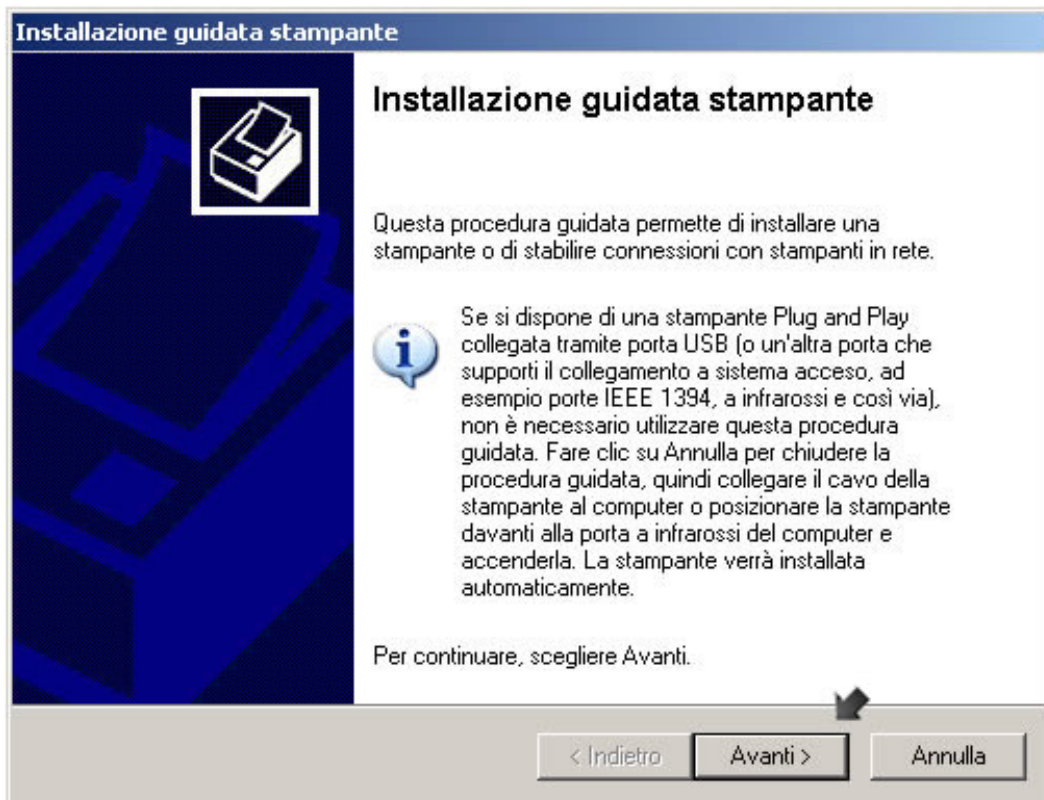 Installazione guidata stampante
Installazione guidata stampante
Questa procedura guidata permette di installare una
stampante o di stabilire connessioni con stampanti in rete.
Se si dispone di una stampante Plug and Play
collegata tramite porta USB (o un'altra porta che
supporti il collegamento a sistema acceso, ad
esempio porte IEEE 1394, a infrarossi e così via),
non è necessario utilizzare questa procedura
guidata. Fare clic su Annulla per chiudere la
procedura guidata, quindi collegare il cavo della
stampante al computer o posizionare la stampante
davanti alla porta a infrarossi del computer e
accenderla. La stampante verrà installata
automaticamente.
Per continuare, scegliere Avanti.
< Indietro Avanti > Annulla